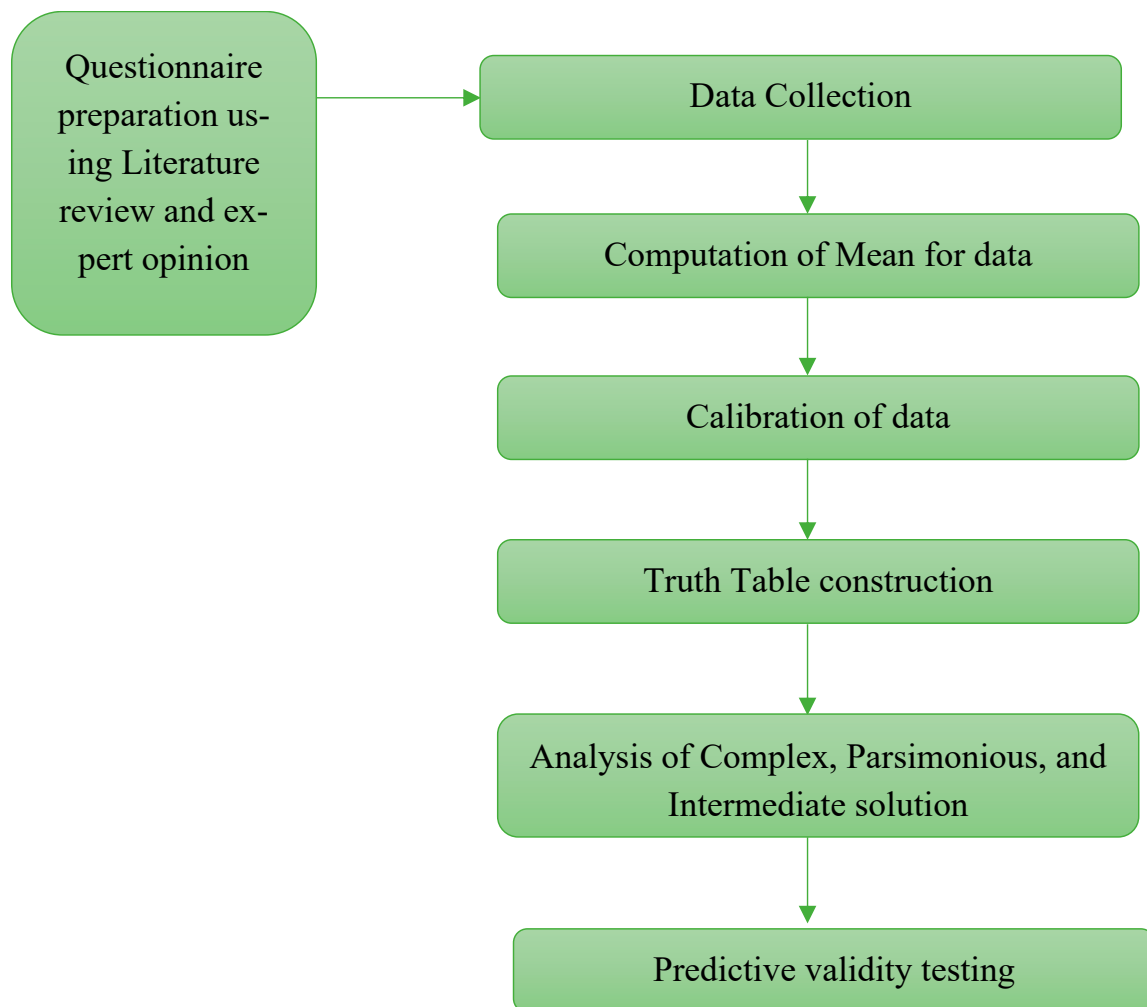 Questionnaire
preparation us-
ing Literature
review and ex-
pert opinion
Data Collection
Computation of Mean for data
Calibration of data
Truth Table construction
Analysis of Complex, Parsimonious, and
Intermediate solution
Predictive validity testing